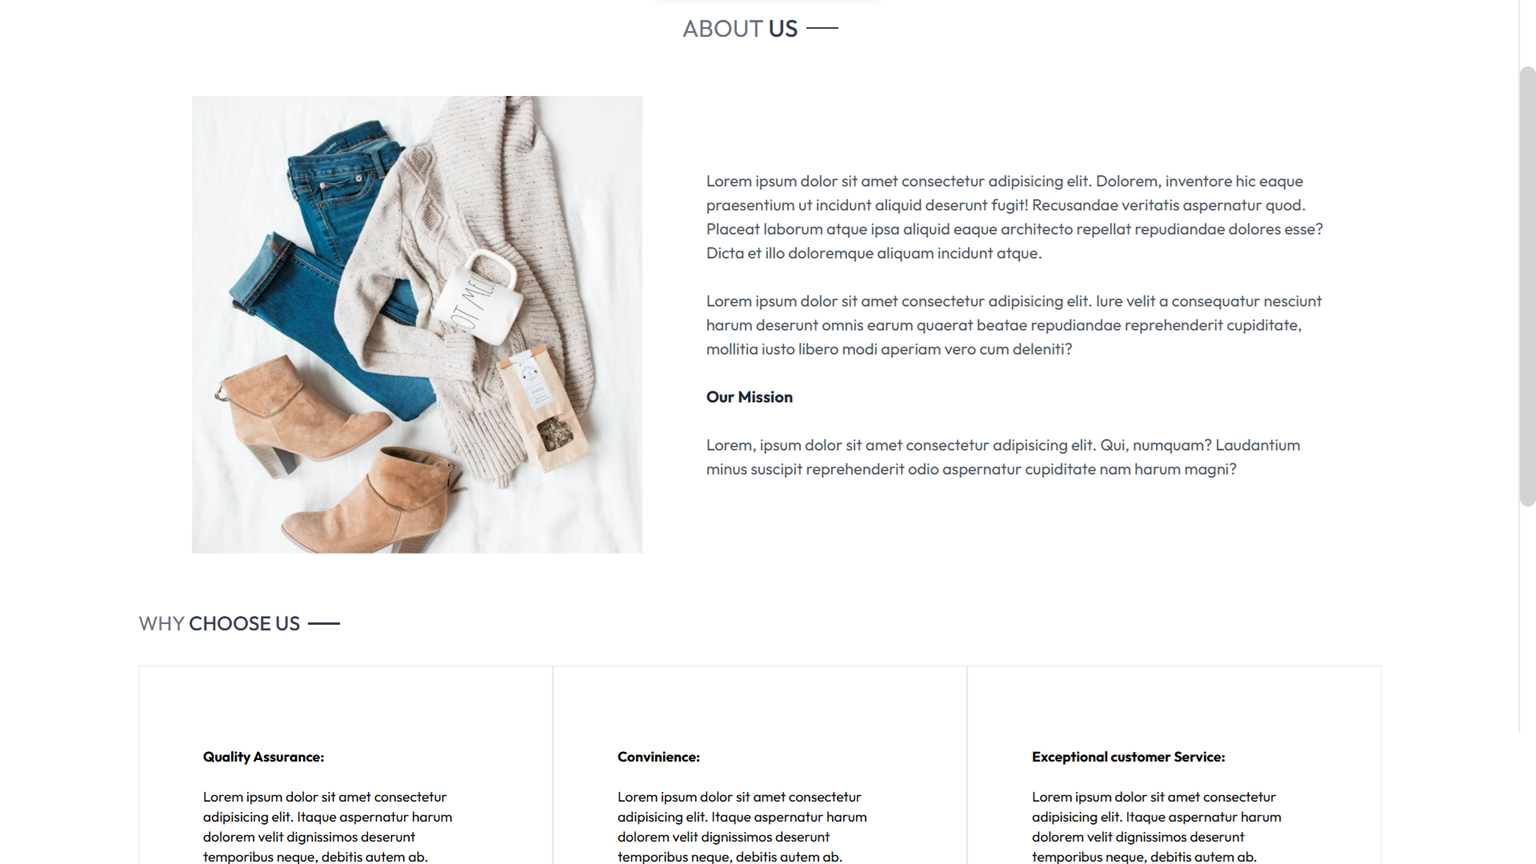 ABOUT US
Lorem ipsum dolor sit amet consectetur adipisicing elit. Dolorem, inventore hic eaque
praesentium ut incidunt aliquid deserunt fugit! Recusandae veritatis aspernatur quod.
Placeat laborum atque ipsa aliquid eaque architecto repellat repudiandae dolores esse?
Dicta et illo doloremque aliquam incidunt atque.
Lorem ipsum dolor sit amet consectetur adipisicing elit. Iure velit a consequatur nesciunt
harum deserunt omnis earum quaerat beatae repudiandae reprehenderit cupiditate,
mollitia iusto libero modi aperiam vero cum deleniti?
Our Mission
Lorem, ipsum dolor sit amet consectetur adipisicing elit. Qui, numquam? Laudantium
minus suscipit reprehenderit odio aspernatur cupiditate nam harum magni?
WHY CHOOSE US
Quality Assurance:
Lorem ipsum dolor sit amet consectetur
adipisicing elit. Itaque aspernatur harum
dolorem velit dignissimos deserunt
temporibus neque, debitis autem ab.
Convinience:
Lorem ipsum dolor sit amet consectetur
adipisicing elit. Itaque aspernatur harum
dolorem velit dignissimos deserunt
temporibus neque, debitis autem ab.
Exceptional customer Service:
Lorem ipsum dolor sit amet consectetur
adipisicing elit. Itaque aspernatur harum
dolorem velit dignissimos deserunt
temporibus neque, debitis autem ab.